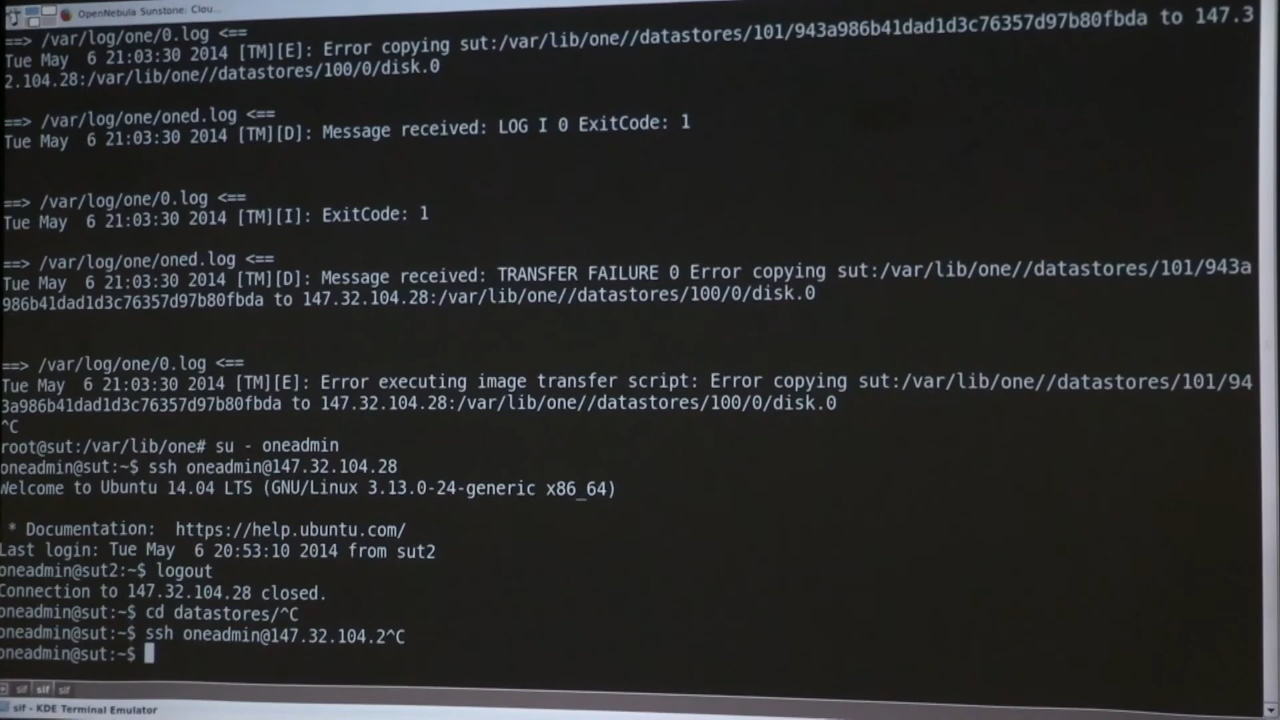 OpenNebula Sunstone: Clou...
==> /var/log/one/0.log <==
Tue May  6 21:03:30 2014 [TM][E]: Error copying sut:/var/lib/one//datastores/101/943a986b41dad1d3c76357d97b80fbda to 147.3
2.104.28:/var/lib/one//datastores/100/0/disk.0
==> /var/log/one/oned.log <==
Tue May  6 21:03:30 2014 [TM][D]: Message received: LOG I 0 ExitCode: 1
==> /var/log/one/0.log <==
Tue May  6 21:03:30 2014 [TM][I]: ExitCode: 1
==> /var/log/one/oned.log <==
Tue May  6 21:03:30 2014 [TM][D]: Message received: TRANSFER FAILURE 0 Error copying sut:/var/lib/one//datastores/101/943a
986b41dad1d3c76357d97b80fbda to 147.32.104.28:/var/lib/one//datastores/100/0/disk.0
==> /var/log/one/0.log <==
Tue May  6 21:03:30 2014 [TM][E]: Error executing image transfer script: Error copying sut:/var/lib/one//datastores/101/94
3a986b41dad1d3c76357d97b80fbda to 147.32.104.28:/var/lib/one//datastores/100/0/disk.0
^C
root@sut:/var/lib/one# su - oneadmin
oneadmin@sut:~$ ssh oneadmin@147.32.104.28
Welcome to Ubuntu 14.04 LTS (GNU/Linux 3.13.0-24-generic x86_64)
* Documentation:  https://help.ubuntu.com/
Last login: Tue May  6 20:53:10 2014 from sut2
oneadmin@sut2:~$ logout
Connection to 147.32.104.28 closed.
oneadmin@sut:~$ cd datastores/^C
oneadmin@sut:~$ ssh oneadmin@147.32.104.2^C
oneadmin@sut:~$
sif sif sif
sif - KDE Terminal Emulator